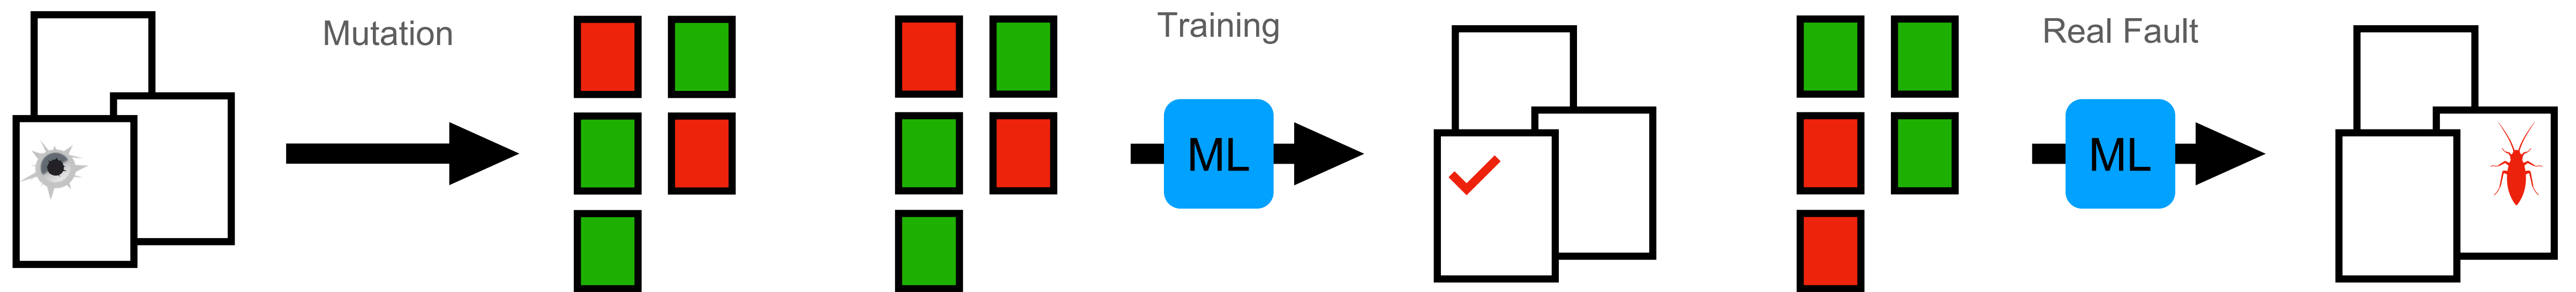 Mutation
Training
ML
Real Fault
ML